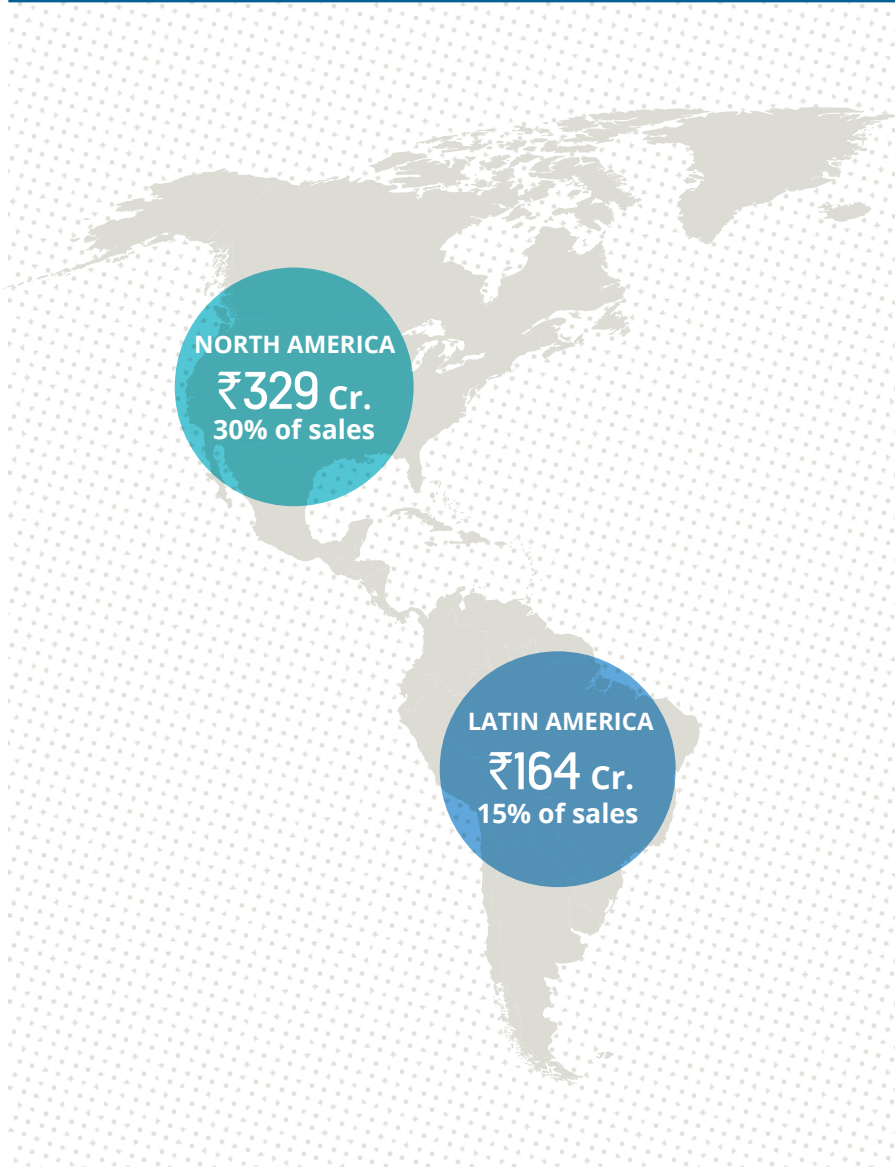 NORTH AMERICA
₹329 Cr.
30% of sales
LATIN AMERICA
₹164 Cr.
15% of sales